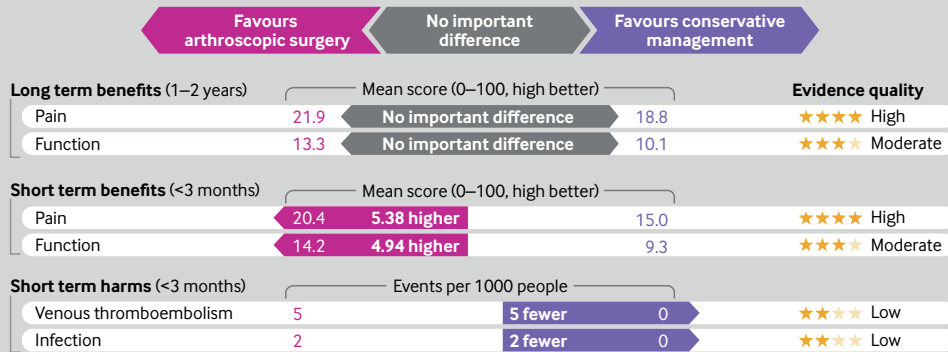 Favours arthroscopic surgery
No important difference
Favours conservative management
Long term benefits (1–2 years) Mean score (0–100, high better) Evidence quality
Pain 21.9 No important difference 18.8 ★★★★ High
Function 13.3 No important difference 10.1 ★★★★ Moderate
Short term benefits (<3 months) Mean score (0–100, high better)
Pain 20.4 5.38 higher 15.0 ★★★★ High
Function 14.2 4.94 higher 9.3 ★★★★ Moderate
Short term harms (<3 months) Events per 1000 people
Venous thromboembolism 5 5 fewer 0 ★★★★ Low
Infection 2 2 fewer 0 ★★★★ Low